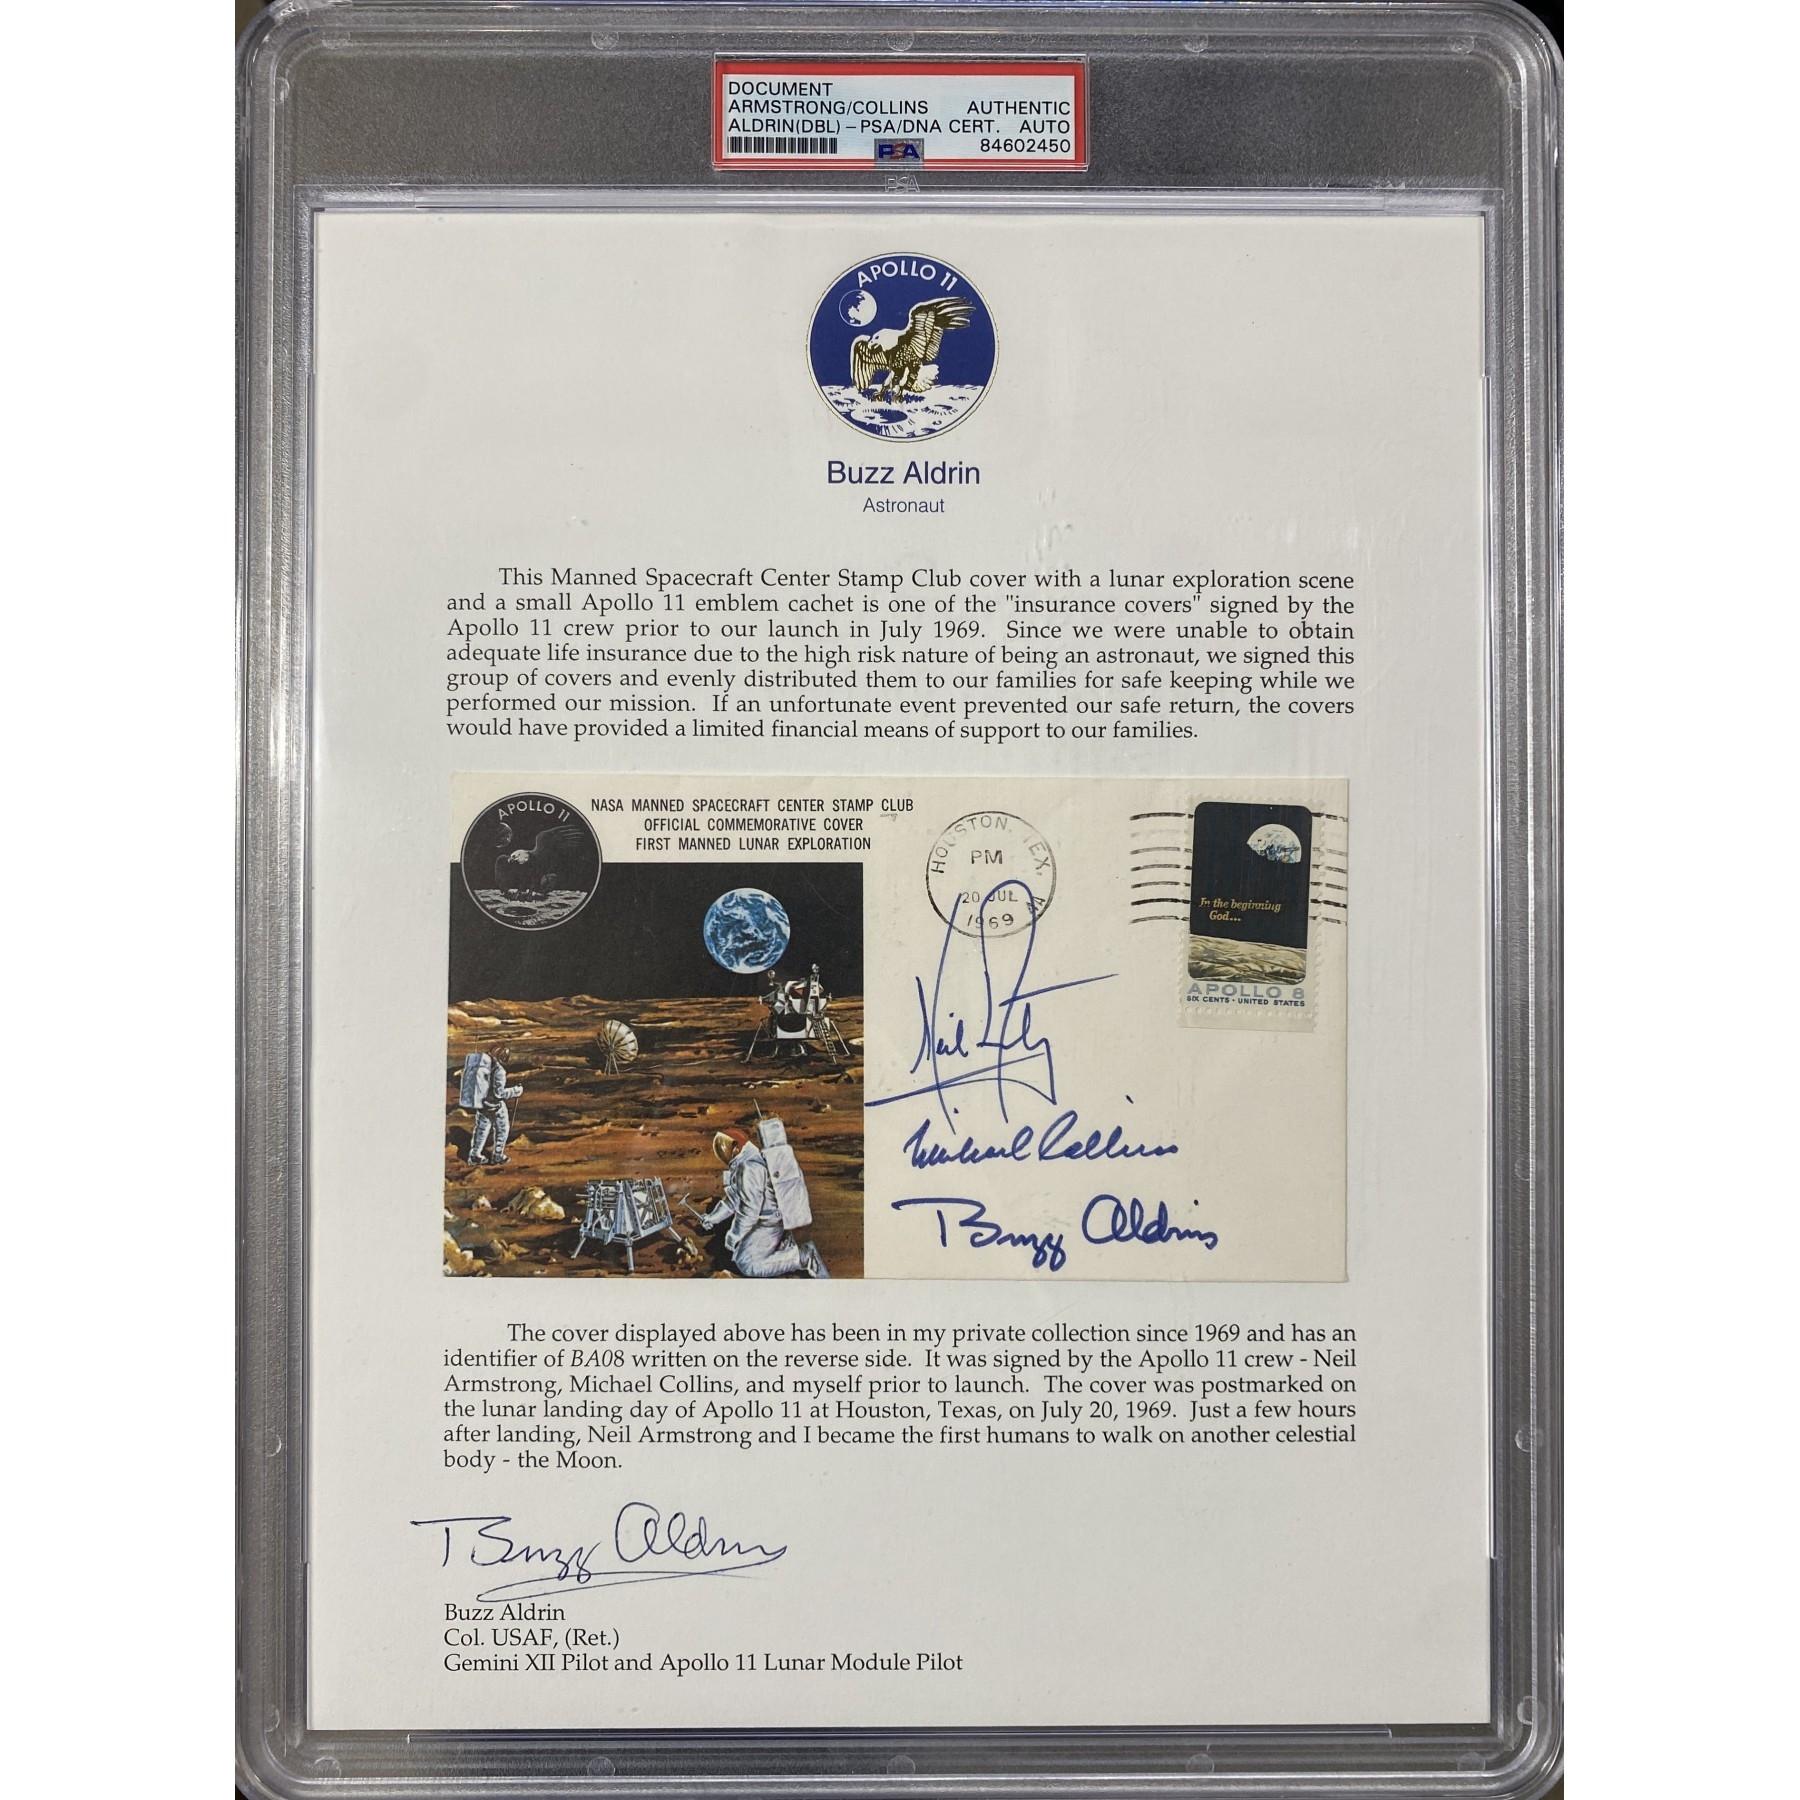 DOCUMENT
ARMSTRONG/COLLINS AUTHENTIC
ALDRIN(DBL) – PSA/DNA CERT. AUTO
PSA 84602450
PSA
APOLLO 11
Buzz Aldrin
Astronaut
This Manned Spacecraft Center Stamp Club cover with a lunar exploration scene
and a small Apollo 11 emblem cachet is one of the "insurance covers" signed by the
Apollo 11 crew prior to our launch in July 1969. Since we were unable to obtain
adequate life insurance due to the high risk nature of being an astronaut, we signed this
group of covers and evenly distributed them to our families for safe keeping while we
performed our mission. If an unfortunate event prevented our safe return, the covers
would have provided a limited financial means of support to our families.
APOLLO 11
NASA MANNED SPACECRAFT CENTER STAMP CLUB
OFFICIAL COMMEMORATIVE COVER
FIRST MANNED LUNAR EXPLORATION
HOUSTON, TEX. AA
PM
20 JUL
1969
In the beginning
God...
APOLLO 8
SIX CENTS · UNITED STATES
Neil Armstrong
Michael Collins
Buzz Aldrin
The cover displayed above has been in my private collection since 1969 and has an
identifier of BA08 written on the reverse side. It was signed by the Apollo 11 crew - Neil
Armstrong, Michael Collins, and myself prior to launch. The cover was postmarked on
the lunar landing day of Apollo 11 at Houston, Texas, on July 20, 1969. Just a few hours
after landing, Neil Armstrong and I became the first humans to walk on another celestial
body - the Moon.
Buzz Aldrin
Buzz Aldrin
Col. USAF, (Ret.)
Gemini XII Pilot and Apollo 11 Lunar Module Pilot